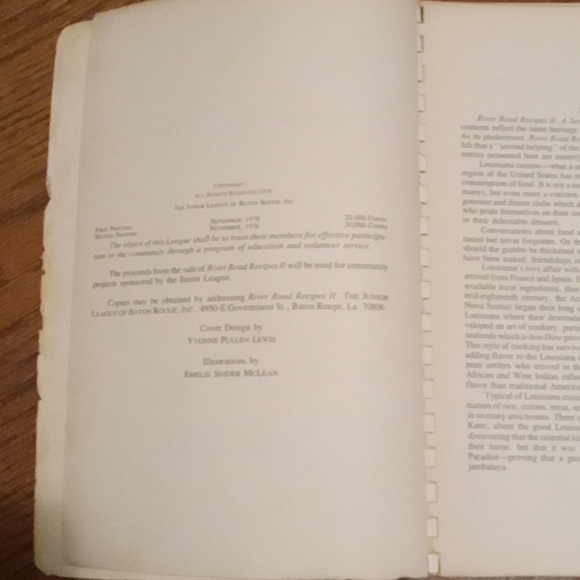 Copyright
All Rights Reserved 1976
The Junior League of Baton Rouge, Inc.
First Printing September, 1976 20,000 Copies
Second Printing November, 1976 20,000 Copies
The object of this League shall be to train their members for effective participa-
tion in the community through a program of education and volunteer service.
The proceeds from the sale of River Road Recipes II will be used for community
projects sponsored by the Junior League.
Copies may be obtained by addressing River Road Recipes II, The Junior
League of Baton Rouge, Inc. 4950-E Government St., Baton Rouge, La. 70806
Cover Design by
Yvonne Pullen Lewis
Illustrations by
Emelie Snider McLean
River Road Recipes II, A
reflect the same heritage
As its predecessor, River Road
felt that a "second helping" of the
entries presented here are
Louisiana cuisine—what a
region of the United States has
consumption of food. It is not a
many), but even more a concern
gourmet and dinner clubs which
who pride themselves on their
or their delectable desserts.
Conversations about food
tasted but never forgotten. On
should the gumbo be thickened
have been made, friendships
Louisiana's love affair with
arrived from France and Spain.
available local ingredients,
mid-eighteenth century, the
Nova Scotia began their long
Louisiana where their
veloped an art of cookery,
seafoods which le bon Dieu
This style of cooking has
adding flavor to the Louisiana
pean settlers who arrived in
African and West Indian
flavor than traditional
Typical of Louisiana
mation of rice, onions, meat,
in so many area homes. There
Kane, about the good
discovering that the celestial
their menu, but that it was
Paradise—proving that a
jambalaya.